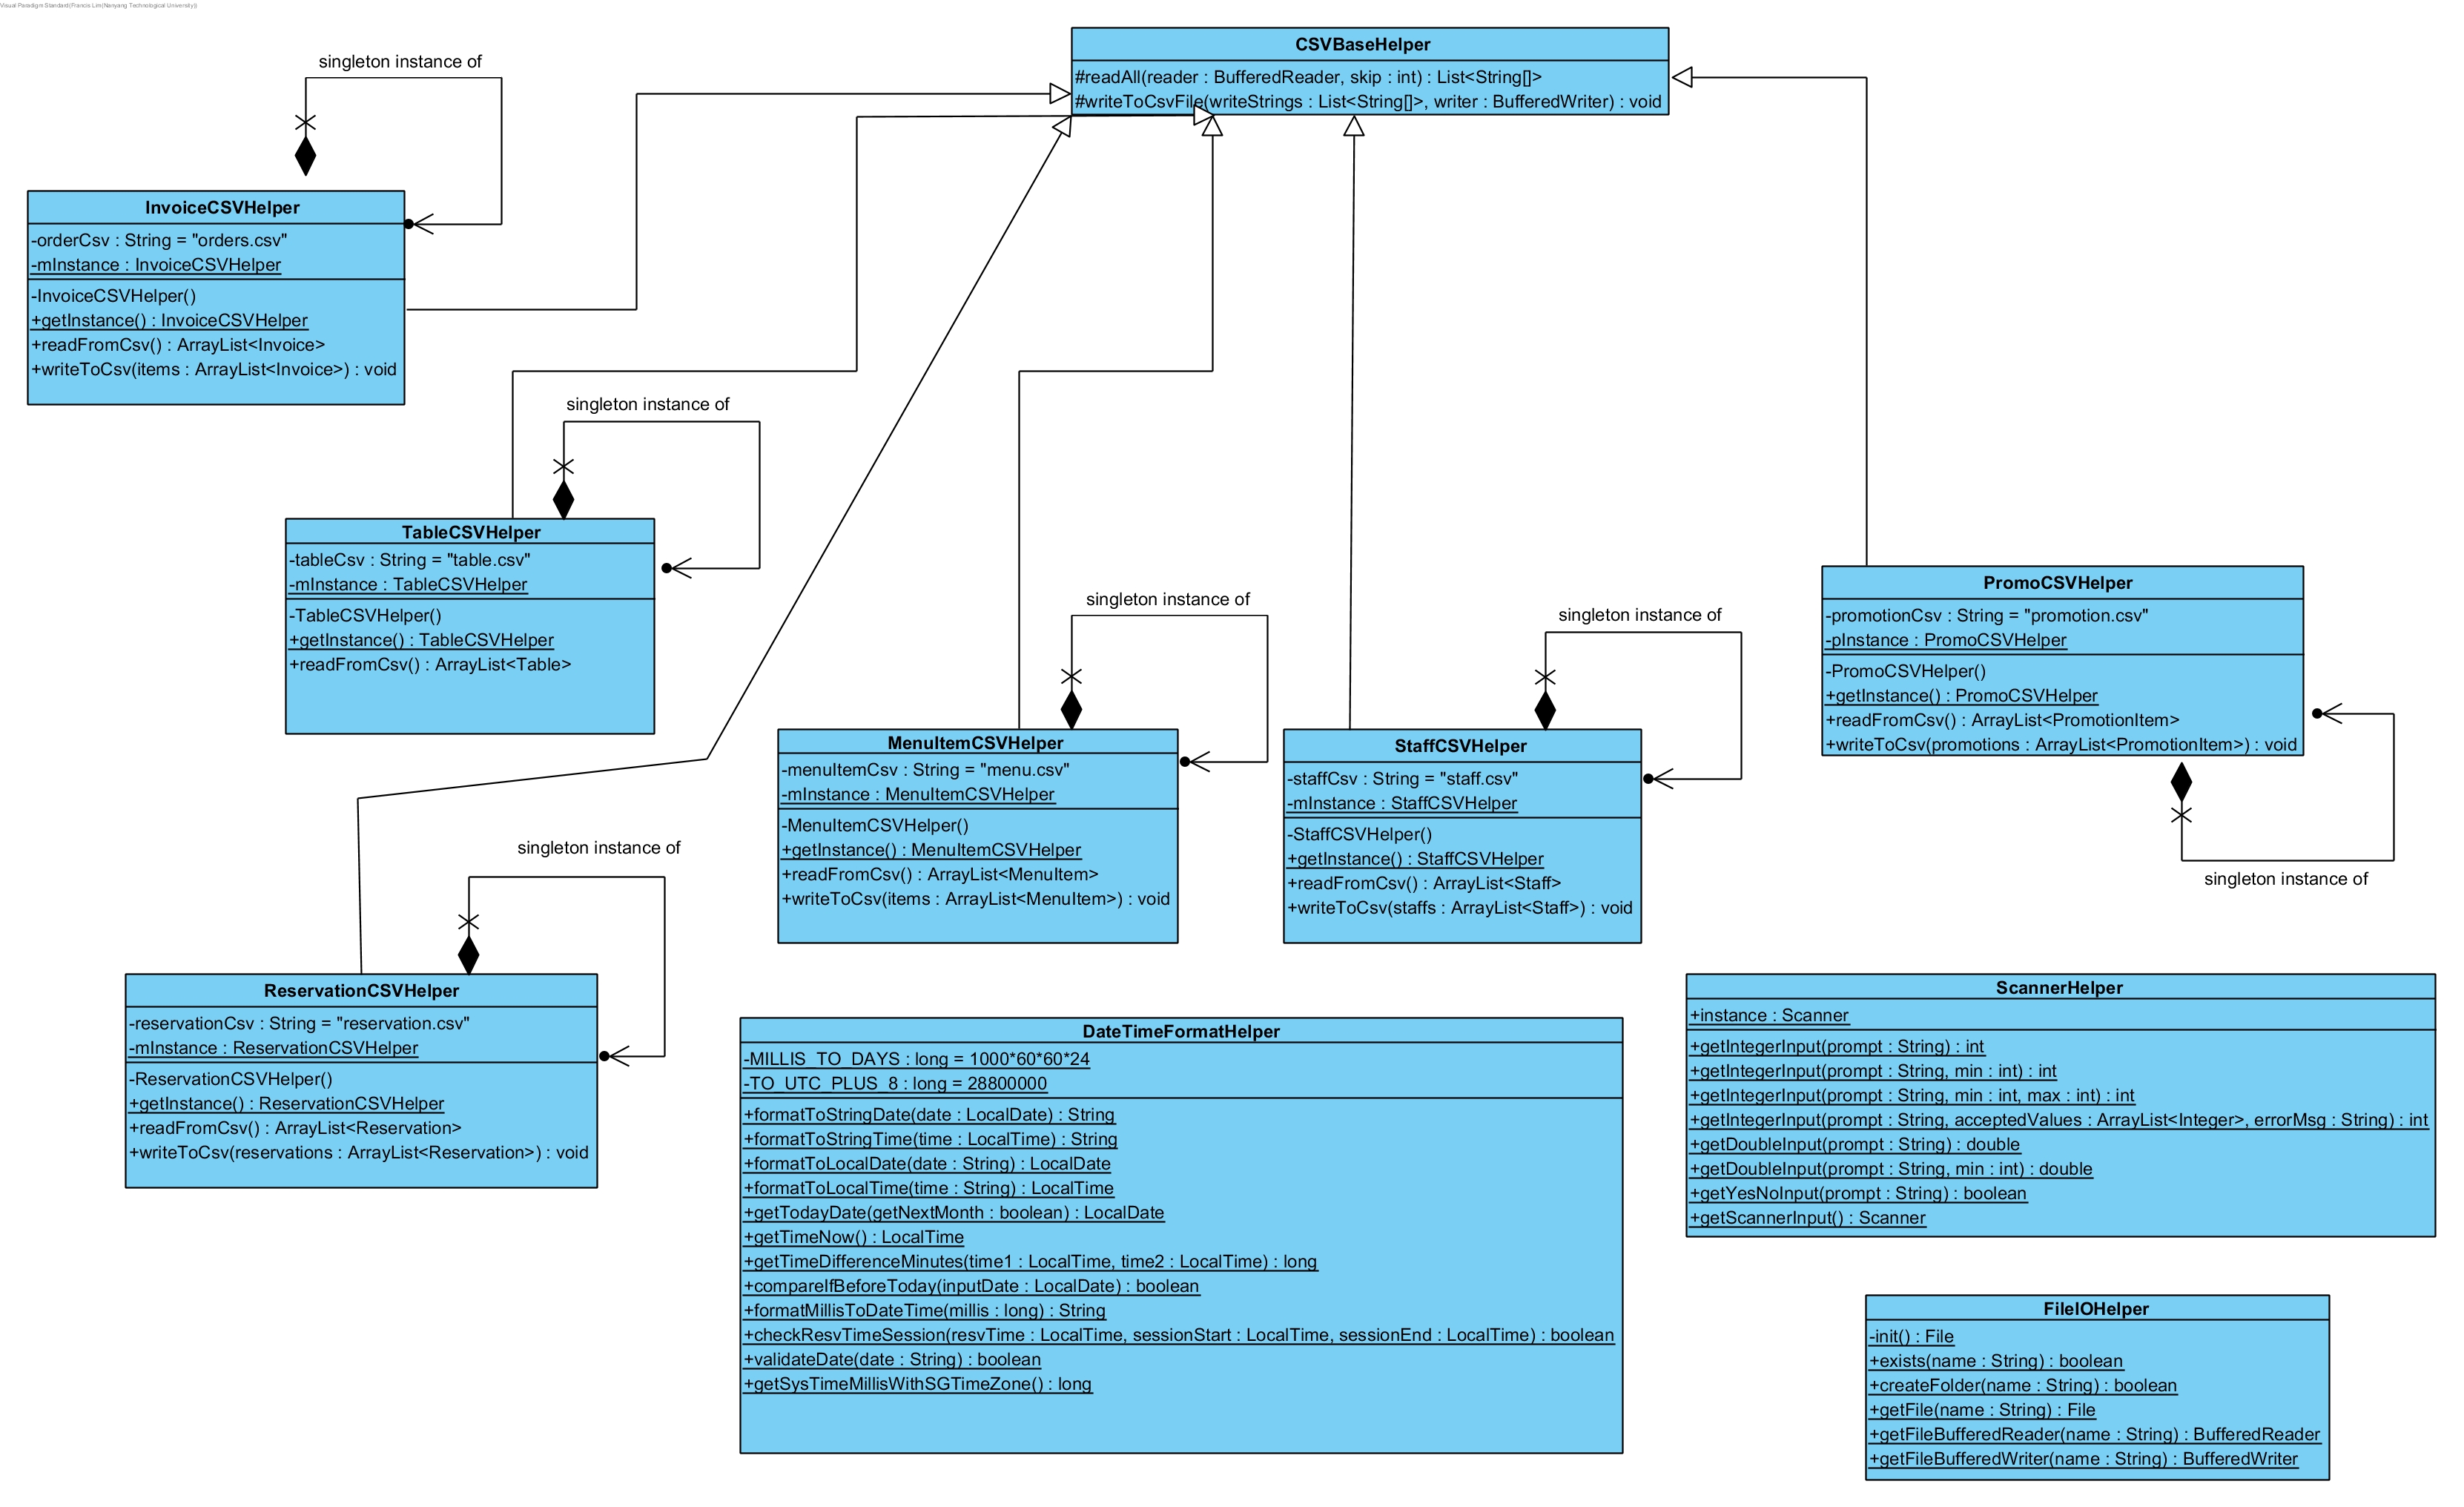 Visual Paradigm Standard(Francis Lim(Nanyang Technological University))
CSVBaseHelper
#readAll(reader : BufferedReader, skip : int) : List<String[]>
#writeToCsvFile(writeStrings : List<String[]>, writer : BufferedWriter) : void
singleton instance of
InvoiceCSVHelper
-orderCsv : String = "orders.csv"
-mInstance : InvoiceCSVHelper
-InvoiceCSVHelper()
+getInstance() : InvoiceCSVHelper
+readFromCsv() : ArrayList<Invoice>
+writeToCsv(items : ArrayList<Invoice>) : void
singleton instance of
TableCSVHelper
-tableCsv : String = "table.csv"
-mInstance : TableCSVHelper
-TableCSVHelper()
+getInstance() : TableCSVHelper
+readFromCsv() : ArrayList<Table>
singleton instance of
MenuItemCSVHelper
-menuItemCsv : String = "menu.csv"
-mInstance : MenuItemCSVHelper
-MenuItemCSVHelper()
+getInstance() : MenuItemCSVHelper
+readFromCsv() : ArrayList<MenuItem>
+writeToCsv(items : ArrayList<MenuItem>) : void
singleton instance of
StaffCSVHelper
-staffCsv : String = "staff.csv"
-mInstance : StaffCSVHelper
-StaffCSVHelper()
+getInstance() : StaffCSVHelper
+readFromCsv() : ArrayList<Staff>
+writeToCsv(staffs : ArrayList<Staff>) : void
PromoCSVHelper
-promotionCsv : String = "promotion.csv"
-pInstance : PromoCSVHelper
-PromoCSVHelper()
+getInstance() : PromoCSVHelper
+readFromCsv() : ArrayList<PromotionItem>
+writeToCsv(promotions : ArrayList<PromotionItem>) : void
singleton instance of
singleton instance of
ReservationCSVHelper
-reservationCsv : String = "reservation.csv"
-mInstance : ReservationCSVHelper
-ReservationCSVHelper()
+getInstance() : ReservationCSVHelper
+readFromCsv() : ArrayList<Reservation>
+writeToCsv(reservations : ArrayList<Reservation>) : void
DateTimeFormatHelper
-MILLIS_TO_DAYS : long = 1000*60*60*24
-TO_UTC_PLUS_8 : long = 28800000
+formatToStringDate(date : LocalDate) : String
+formatToStringTime(time : LocalTime) : String
+formatToLocalDate(date : String) : LocalDate
+formatToLocalTime(time : String) : LocalTime
+getTodayDate(getNextMonth : boolean) : LocalDate
+getTimeNow() : LocalTime
+getTimeDifferenceMinutes(time1 : LocalTime, time2 : LocalTime) : long
+compareIfBeforeToday(inputDate : LocalDate) : boolean
+formatMillisToDateTime(millis : long) : String
+checkResvTimeSession(resvTime : LocalTime, sessionStart : LocalTime, sessionEnd : LocalTime) : boolean
+validateDate(date : String) : boolean
+getSysTimeMillisWithSGTimeZone() : long
ScannerHelper
+instance : Scanner
+getIntegerInput(prompt : String) : int
+getIntegerInput(prompt : String, min : int) : int
+getIntegerInput(prompt : String, min : int, max : int) : int
+getIntegerInput(prompt : String, acceptedValues : ArrayList<Integer>, errorMsg : String) : int
+getDoubleInput(prompt : String) : double
+getDoubleInput(prompt : String, min : int) : double
+getYesNoInput(prompt : String) : boolean
+getScannerInput() : Scanner
FileIOHelper
-init() : File
+exists(name : String) : boolean
+createFolder(name : String) : boolean
+getFile(name : String) : File
+getFileBufferedReader(name : String) : BufferedReader
+getFileBufferedWriter(name : String) : BufferedWriter